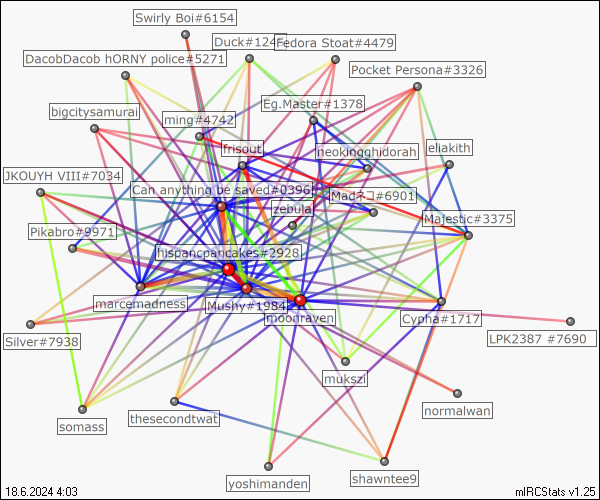 Swirly Boi#6154
Fedora Stoat#4479
DacobDacob hORNY police#5271
Pocket Persona#3326
Eg.Master#1378
bigcitysamurai
ming#4742
frisout
neokingghidorah
eliakith
JKOUYH VIII#7034
Can anything be saved#0396
Madネコ#6901
zebula
Majestic#3375
Pikabro#9971
hispancpancakes#2928
marcemadness
Mushy#1984
moonraven
Cypha#1717
Silver#7938
LPK2387 #7690
mukszi
normalwan
somass
thesecondtwat
yoshimanden
shawntee9
18.6.2024 4:03
mIRCStats v1.25